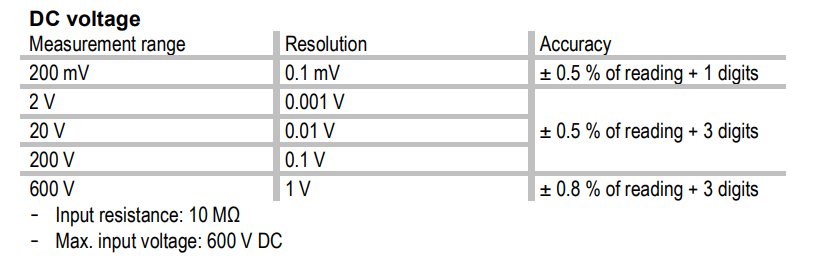 DC voltage
Measurement range Resolution Accuracy
200 mV 0.1 mV ± 0.5 % of reading + 1 digits
2 V 0.001 V
20 V 0.01 V ± 0.5 % of reading + 3 digits
200 V 0.1 V
600 V 1 V ± 0.8 % of reading + 3 digits
- Input resistance: 10 MΩ
- Max. input voltage: 600 V DC